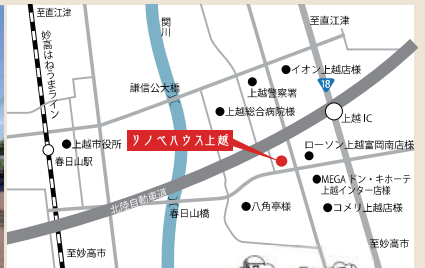 至直江津
関川
至直江津
妙高はねうまライン
イオン上越店様
18
謙信公大橋
上越警察署
上越総合病院様
上越IC
リノベハウス上越
ローソン上越富岡南店様
上越市役所
春日山駅
MEGAドン・キホーテ
上越インター店様
北陸自動車道
春日山橋
八角亭様
コメリ上越店様
至妙高市
至妙高市